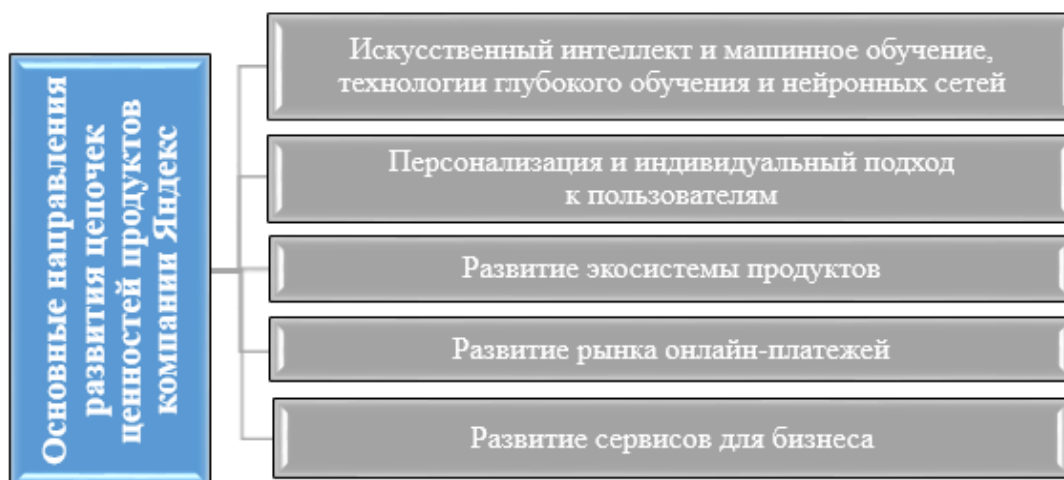 Основные направления
развития цепочек
ценностей продуктов
компании Яндекс
Искусственный интеллект и машинное обучение,
технологии глубокого обучения и нейронных сетей
Персонализация и индивидуальный подход
к пользователям
Развитие экосистемы продуктов
Развитие рынка онлайн-платежей
Развитие сервисов для бизнеса